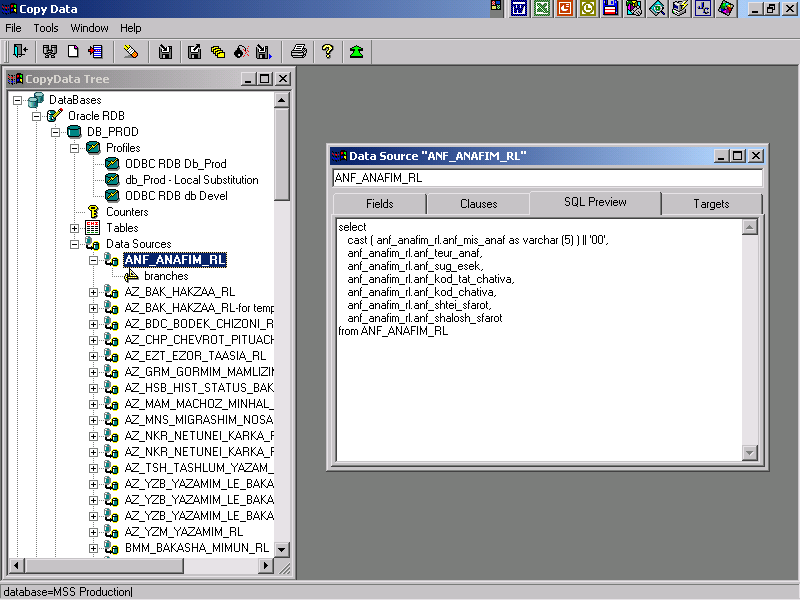 Copy Data
File Tools Window Help
CopyData Tree
DataBases
Oracle RDB
DB_PROD
Profiles
ODBC RDB Db_Prod
db_Prod - Local Substitution
ODBC RDB db Devel
Counters
Tables
Data Sources
ANF_ANAFIM_RL
branches
AZ_BAK_HAKZAA_RL
AZ_BAK_HAKZAA_RL-for temp
AZ_BDC_BODEK_CHIZONI_R
AZ_CHP_CHEVROT_PITUACH
AZ_EZT_EZOR_TAASIA_RL
AZ_GRM_GORMIM_MAMLIZIM
AZ_HSB_HIST_STATUS_BAK
AZ_MAM_MACHOZ_MINHAL_
AZ_MNS_MIGRASHIM_NOSA
AZ_NKR_NETUNEI_KARKA_F
AZ_NKR_NETUNEI_KARKA_F
AZ_TSH_TASHLUM_YAZAM_
AZ_YZB_YAZAMIM_LE_BAKA
AZ_YZB_YAZAMIM_LE_BAKA
AZ_YZB_YAZAMIM_LE_BAKA
AZ_YZM_YAZAMIM_RL
BMM_BAKASHA_MIMUN_RL
Data Source "ANF_ANAFIM_RL"
ANF_ANAFIM_RL
Fields Clauses SQL Preview Targets
select
cast ( anf_anafim_rl.anf_mis_anaf as varchar (5) ) || '00',
anf_anafim_rl.anf_teur_anaf,
anf_anafim_rl.anf_sug_esek,
anf_anafim_rl.anf_kod_tat_chativa,
anf_anafim_rl.anf_kod_chativa,
anf_anafim_rl.anf_shtei_sfarot,
anf_anafim_rl.anf_shalosh_sfarot
from ANF_ANAFIM_RL
database=MSS Production